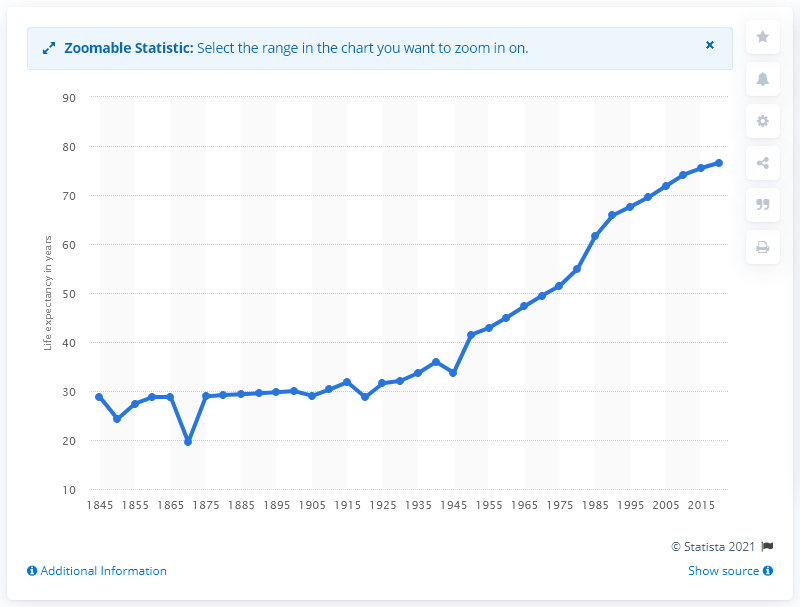 Zoomable Statistic: Select the range in the chart you want to zoom in on. ×
90
80
70
60
50
40
30
20
10
Life expectancy in years
1845 1855 1865 1875 1885 1895 1905 1915 1925 1935 1945 1955 1965 1975 1985 1995 2005 2015
© Statista 2021
Additional Information
Show source